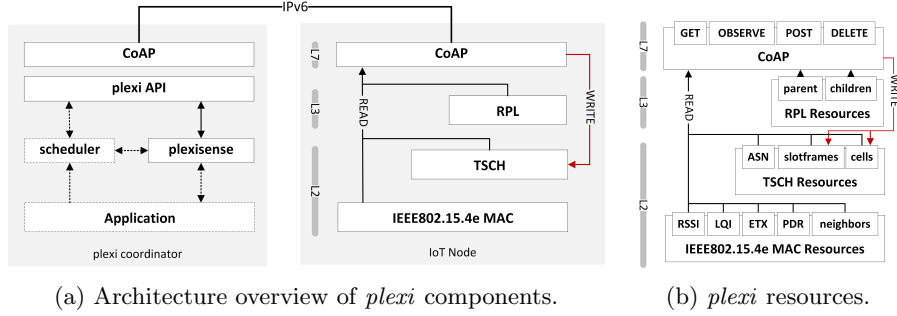 IPv6
CoAP
plexi API
scheduler
plexisense
Application
plexi coordinator
L7
L3
L2
CoAP
READ
WRITE
RPL
TSCH
IEEE802.15.4e MAC
IoT Node
(a) Architecture overview of plexi components.
L7
L3
L2
GET OBSERVE POST DELETE
CoAP
READ
WRITE
parent children
RPL Resources
ASN slotframes cells
TSCH Resources
RSSI LQI ETX PDR neighbors
IEEE802.15.4e MAC Resources
(b) plexi resources.